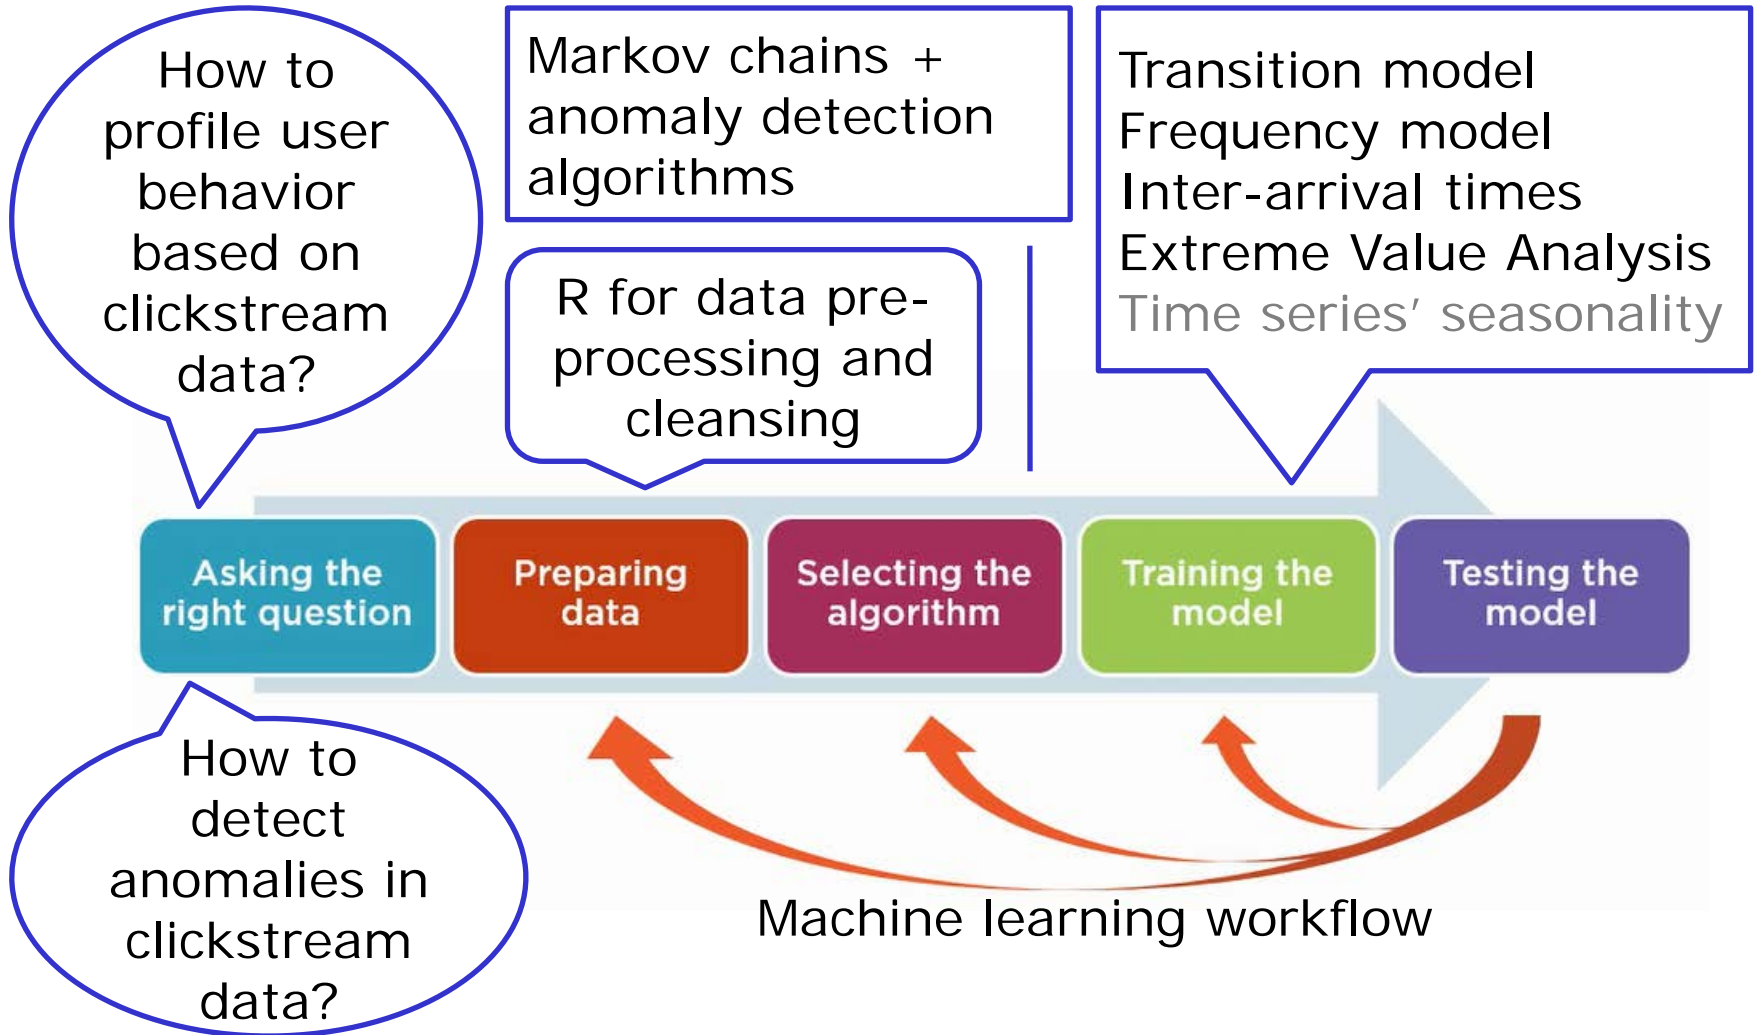 How to
profile user
behavior
based on
clickstream
data?
Markov chains +
anomaly detection
algorithms
R for data pre-
processing and
cleansing
Transition model
Frequency model
Inter-arrival times
Extreme Value Analysis
Time series' seasonality
Asking the
right question
Preparing
data
Selecting the
algorithm
Training the
model
Testing the
model
How to
detect
anomalies in
clickstream
data?
Machine learning workflow